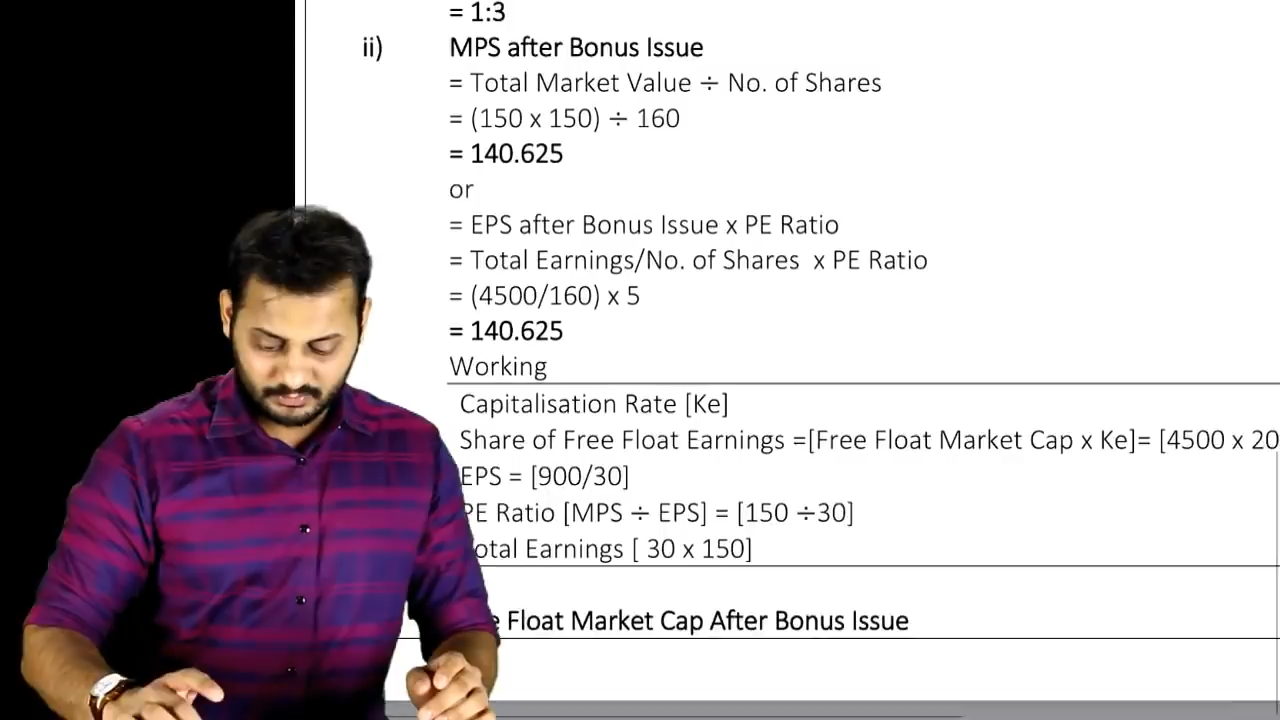 = 1:3
ii) MPS after Bonus Issue
= Total Market Value ÷ No. of Shares
= (150 x 150) ÷ 160
= 140.625
or
= EPS after Bonus Issue x PE Ratio
= Total Earnings/No. of Shares x PE Ratio
= (4500/160) x 5
= 140.625
Working
Capitalisation Rate [Ke]
Share of Free Float Earnings =[Free Float Market Cap x Ke]= [4500 x 20
EPS = [900/30]
PE Ratio [MPS ÷ EPS] = [150 ÷30]
otal Earnings [ 30 x 150]
e Float Market Cap After Bonus Issue